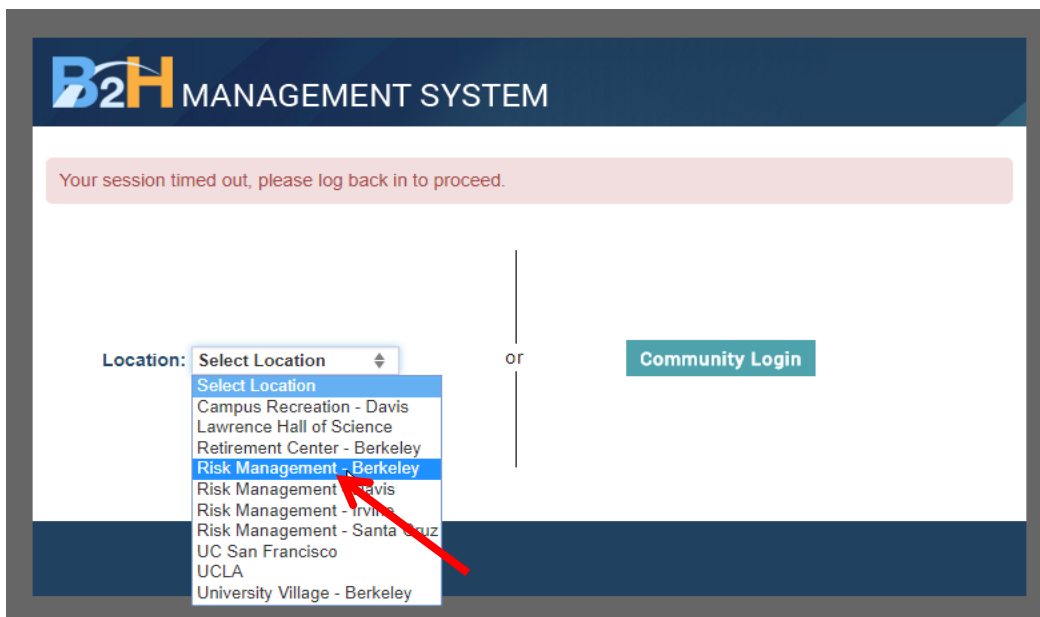 B2H MANAGEMENT SYSTEM
Your session timed out, please log back in to proceed.
Location: Select Location or Community Login
Select Location
Campus Recreation - Davis
Lawrence Hall of Science
Retirement Center - Berkeley
Risk Management - Berkeley
Risk Management - Davis
Risk Management - Irvine
Risk Management - Santa Cruz
UC San Francisco
UCLA
University Village - Berkeley